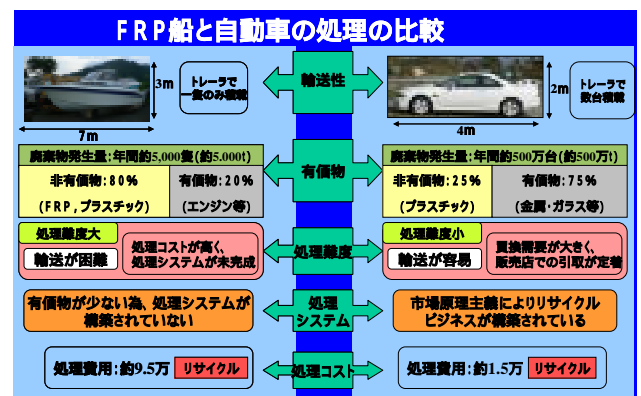 FRP船と自動車の処理の比較
3m
7m
トレーラで
一隻のみ積載
輸送性
2m
4m
トレーラで
数台積載
廃棄物発生量:年間約5,000隻(約5.000t)
非有価物:80%
(FRP,プラスチック)
有価物:20%
(エンジン等)
有価物
廃棄物発生量:年間約500万台(約500万t)
非有価物:25%
(プラスチック)
有価物:75%
(金属・ガラス等)
処理難度大
輸送が困難
処理コストが高く、
処理システムが未完成
処理難度
処理難度小
輸送が容易
買換需要が大きく、
販売店での引取が定着
有価物が少ない為、処理システムが
構築されていない
処理
システム
市場原理主義によりリサイクル
ビジネスが構築されている
処理費用:約9.5万
リサイクル
処理コスト
処理費用:約1.5万
リサイクル